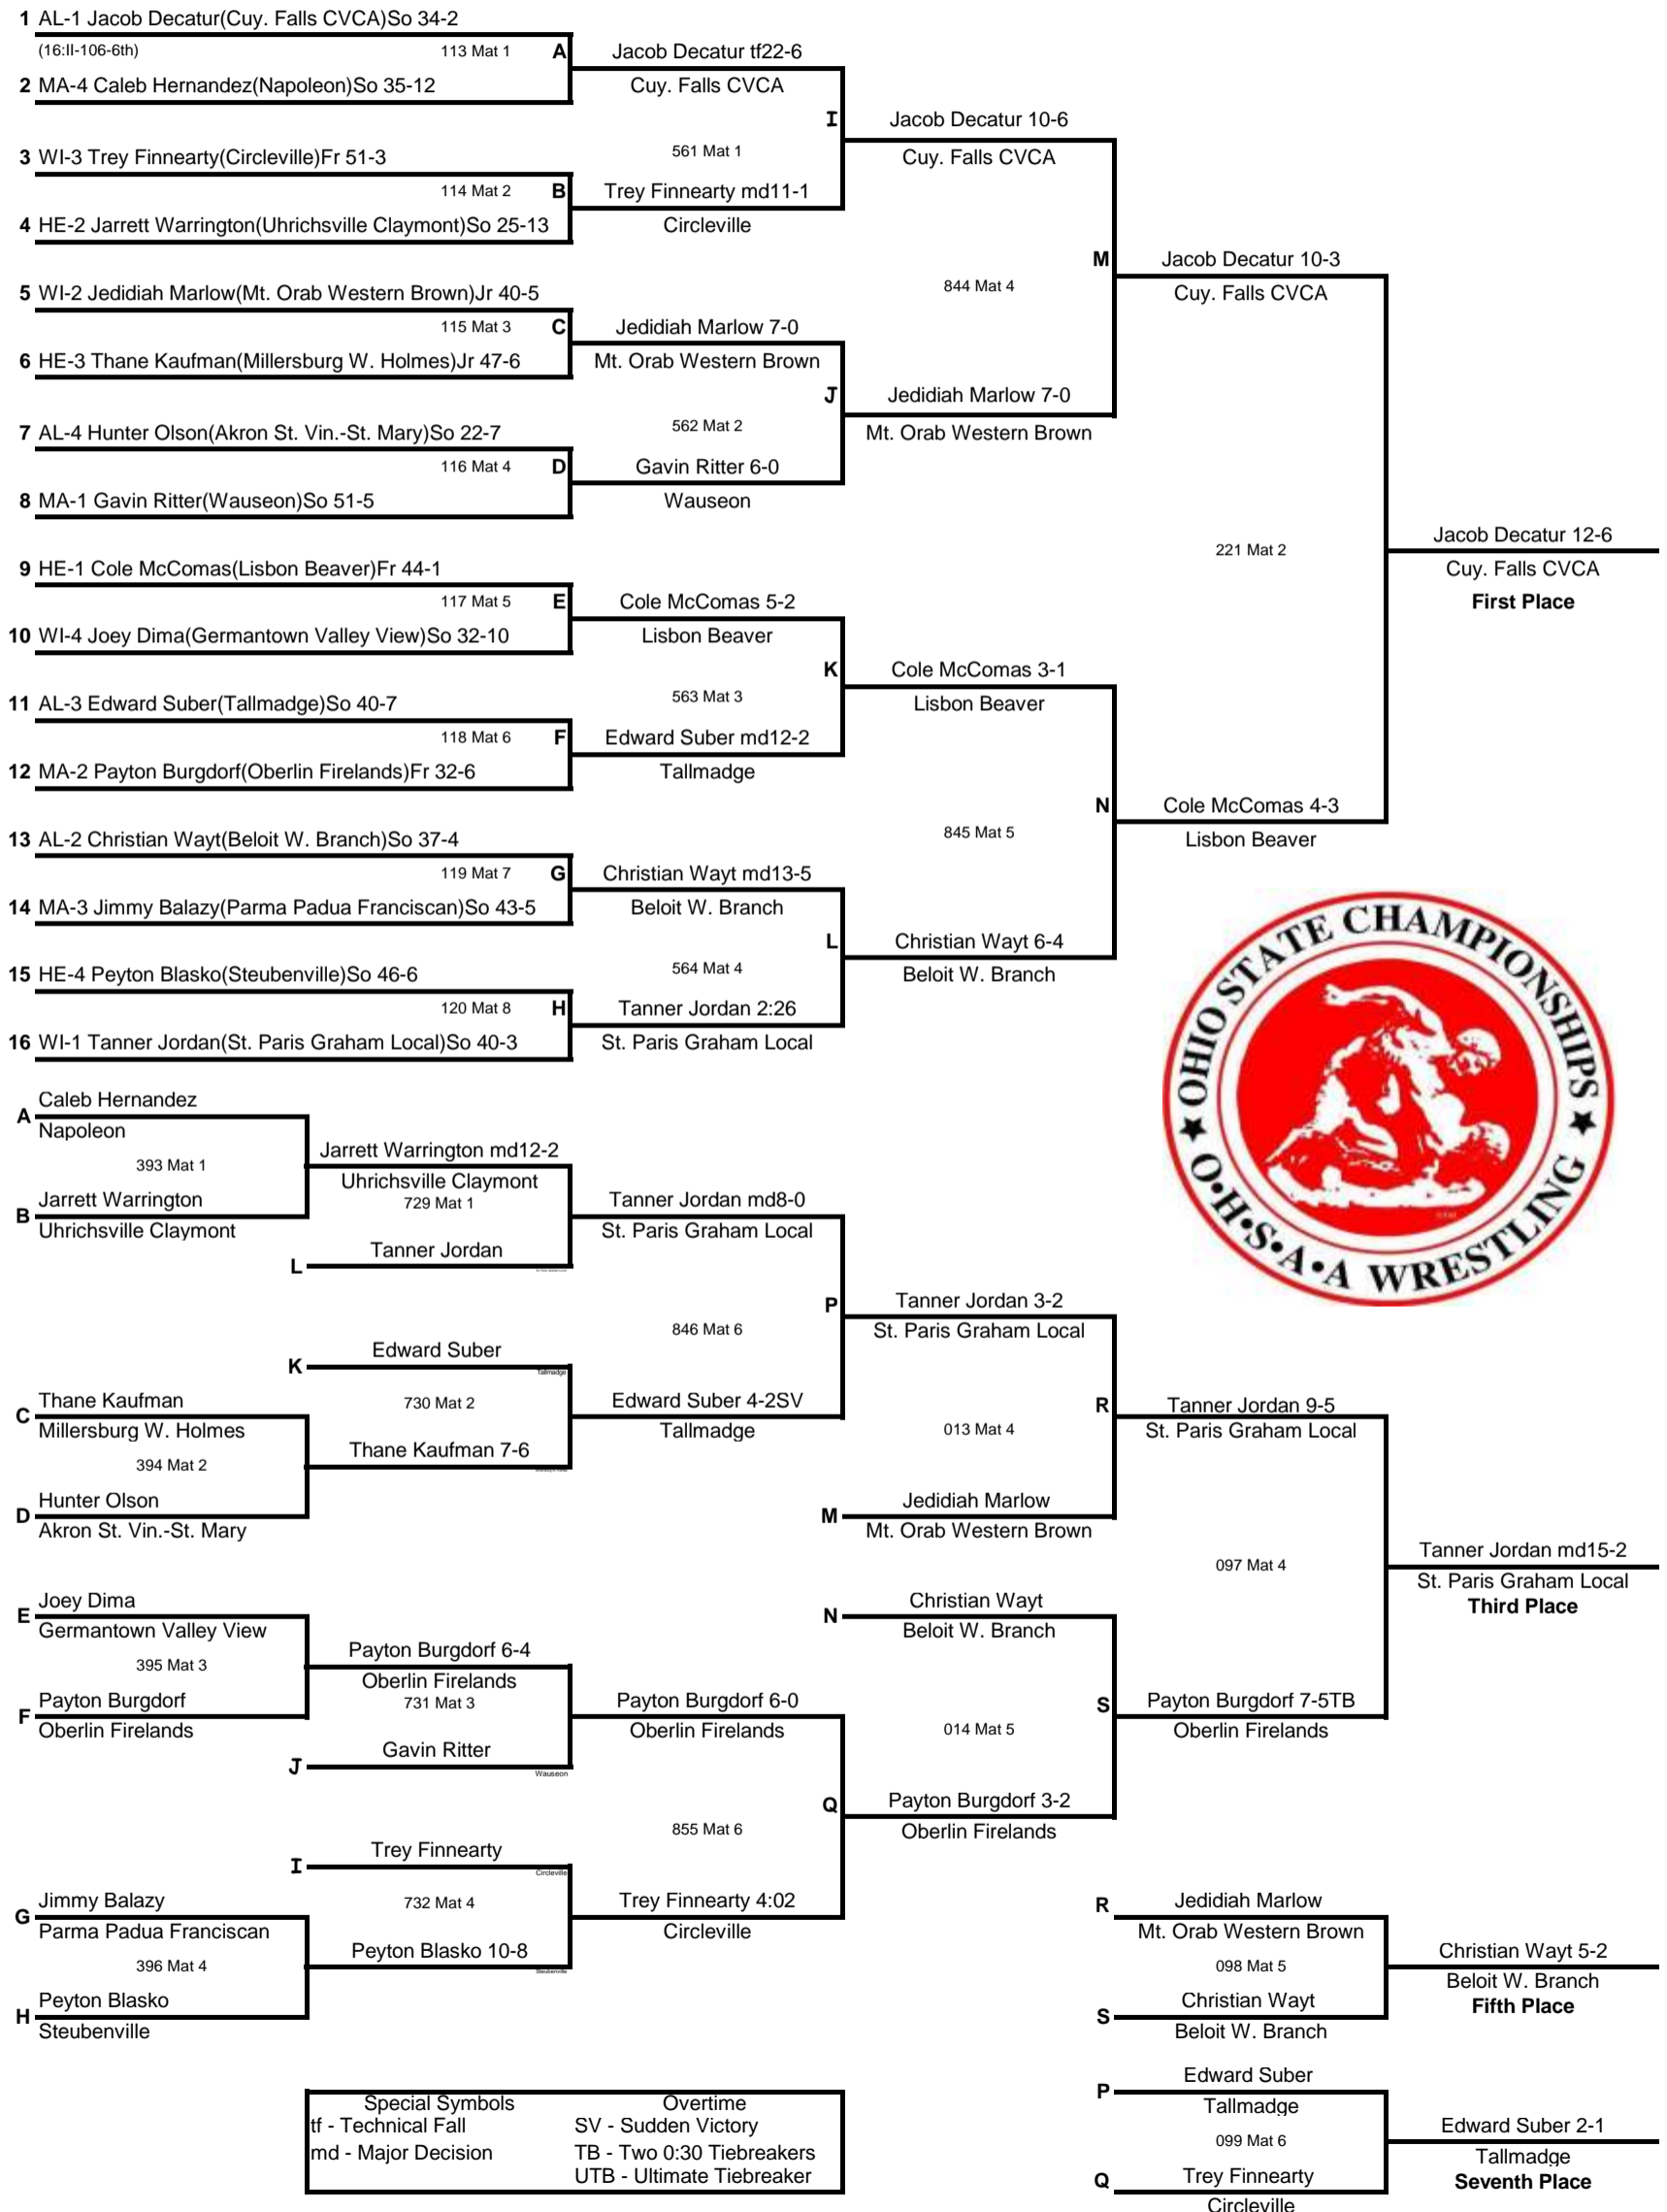 1 AL-1 Jacob Decatur(Cuy. Falls CVCA)So 34-2
(16:II-106-6th) 113 Mat 1 A
2 MA-4 Caleb Hernandez(Napoleon)So 35-12
Jacob Decatur tf22-6
Cuy. Falls CVCA
3 WI-3 Trey Finnearty(Circleville)Fr 51-3
114 Mat 2 B
4 HE-2 Jarrett Warrington(Uhrichsville Claymont)So 25-13
I
561 Mat 1
Trey Finnearty md11-1
Circleville
Jacob Decatur 10-6
Cuy. Falls CVCA
5 WI-2 Jedidiah Marlow(Mt. Orab Western Brown)Jr 40-5
115 Mat 3 C
6 HE-3 Thane Kaufman(Millersburg W. Holmes)Jr 47-6
Jedidiah Marlow 7-0
Mt. Orab Western Brown
7 AL-4 Hunter Olson(Akron St. Vin.-St. Mary)So 22-7
116 Mat 4 D
8 MA-1 Gavin Ritter(Wauseon)So 51-5
J
562 Mat 2
Gavin Ritter 6-0
Wauseon
Jedidiah Marlow 7-0
Mt. Orab Western Brown
M
844 Mat 4
Jacob Decatur 10-3
Cuy. Falls CVCA
9 HE-1 Cole McComas(Lisbon Beaver)Fr 44-1
117 Mat 5 E
10 WI-4 Joey Dima(Germantown Valley View)So 32-10
Cole McComas 5-2
Lisbon Beaver
11 AL-3 Edward Suber(Tallmadge)So 40-7
118 Mat 6 F
12 MA-2 Payton Burgdorf(Oberlin Firelands)Fr 32-6
K
563 Mat 3
Edward Suber md12-2
Tallmadge
Cole McComas 3-1
Lisbon Beaver
13 AL-2 Christian Wayt(Beloit W. Branch)So 37-4
119 Mat 7 G
14 MA-3 Jimmy Balazy(Parma Padua Franciscan)So 43-5
Christian Wayt md13-5
Beloit W. Branch
15 HE-4 Peyton Blasko(Steubenville)So 46-6
120 Mat 8 H
16 WI-1 Tanner Jordan(St. Paris Graham Local)So 40-3
L
564 Mat 4
Tanner Jordan 2:26
St. Paris Graham Local
Christian Wayt 6-4
Beloit W. Branch
N
845 Mat 5
Cole McComas 4-3
Lisbon Beaver
221 Mat 2
Jacob Decatur 12-6
Cuy. Falls CVCA
First Place
OHIO STATE CHAMPIONSHIPS
O•H•S•A•A WRESTLING
A Caleb Hernandez
Napoleon
393 Mat 1
B Jarrett Warrington
Uhrichsville Claymont
Jarrett Warrington md12-2
Uhrichsville Claymont
729 Mat 1
L Tanner Jordan
Tanner Jordan md8-0
St. Paris Graham Local
K Edward Suber
Tallmadge
730 Mat 2
C Thane Kaufman
Millersburg W. Holmes
394 Mat 2
D Hunter Olson
Akron St. Vin.-St. Mary
Thane Kaufman 7-6
Edward Suber 4-2SV
Tallmadge
P
846 Mat 6
Tanner Jordan 3-2
St. Paris Graham Local
013 Mat 4
M Jedidiah Marlow
Mt. Orab Western Brown
R
Tanner Jordan 9-5
St. Paris Graham Local
E Joey Dima
Germantown Valley View
395 Mat 3
F Payton Burgdorf
Oberlin Firelands
Payton Burgdorf 6-4
Oberlin Firelands
731 Mat 3
J Gavin Ritter
Wauseon
Payton Burgdorf 6-0
Oberlin Firelands
I Trey Finnearty
Circleville
732 Mat 4
G Jimmy Balazy
Parma Padua Franciscan
396 Mat 4
H Peyton Blasko
Steubenville
Peyton Blasko 10-8
Steubenville
Trey Finnearty 4:02
Circleville
Q
855 Mat 6
Payton Burgdorf 3-2
Oberlin Firelands
N Christian Wayt
Beloit W. Branch
014 Mat 5
S
Payton Burgdorf 7-5TB
Oberlin Firelands
097 Mat 4
Tanner Jordan md15-2
St. Paris Graham Local
Third Place
R Jedidiah Marlow
Mt. Orab Western Brown
098 Mat 5
S Christian Wayt
Beloit W. Branch
Christian Wayt 5-2
Beloit W. Branch
Fifth Place
P Edward Suber
Tallmadge
099 Mat 6
Q Trey Finnearty
Circleville
Edward Suber 2-1
Tallmadge
Seventh Place
Special Symbols Overtime
tf - Technical Fall SV - Sudden Victory
md - Major Decision TB - Two 0:30 Tiebreakers
UTB - Ultimate Tiebreaker